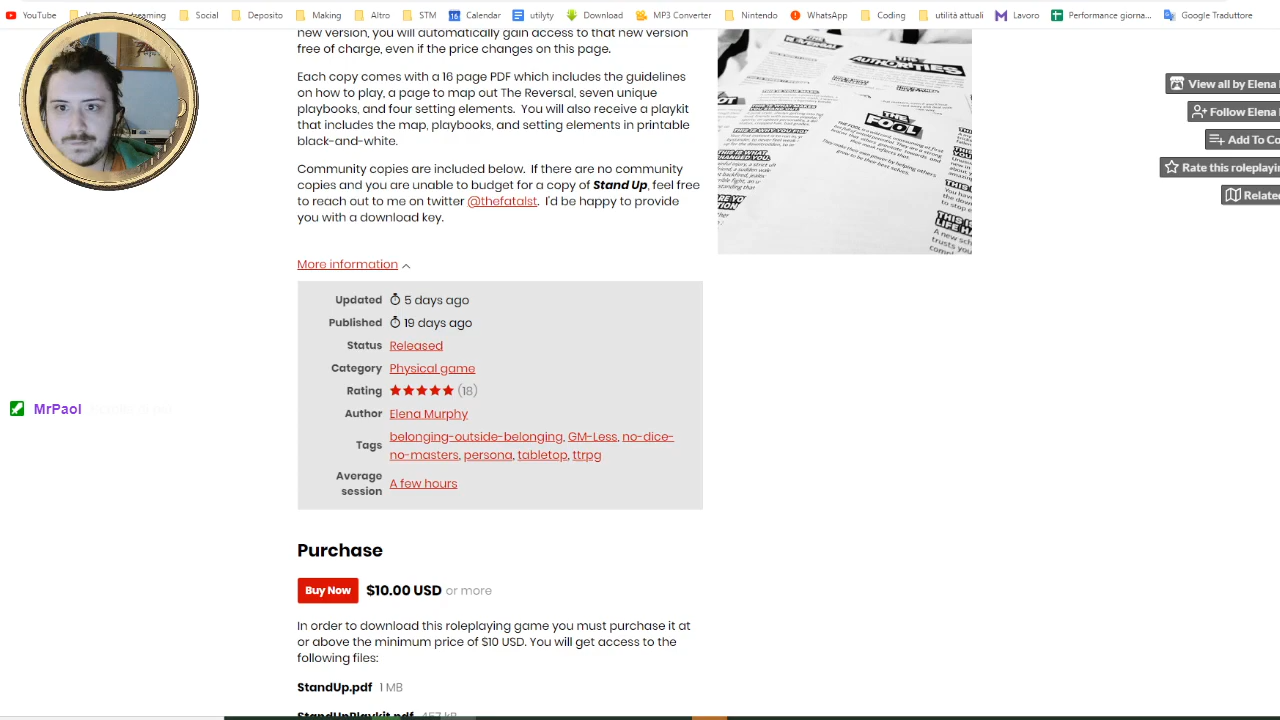 YouTube
Social
Deposito
Making
Altro
STM
16 Calendar
utilyty
Download
MP3 Converter
Nintendo
WhatsApp
Coding
utilità attuali
Lavoro
Performance giorna...
Google Traduttore
new version, you will automatically gain access to that new version
free of charge, even if the price changes on this page.
Each copy comes with a 16 page PDF which includes the guidelines
on how to play, a page to map out The Reversal, seven unique
playbooks, and four setting elements. You will also receive a playkit
that includes the map, playbooks, and setting elements in printable
black-and-white.
Community copies are included below. If there are no community
copies and you are unable to budget for a copy of Stand Up, feel free
to reach out to me on twitter @thefatalst. I'll be happy to provide
you with a download key.
More information
Updated 5 days ago
Published 19 days ago
Status Released
Category Physical game
Rating (18)
Author Elena Murphy
Tags belonging-outside-belonging, GM-Less, no-dice-
no-masters, persona, tabletop, ttrpg
Average
session A few hours
Purchase
Buy Now $10.00 USD or more
In order to download this roleplaying game you must purchase it at
or above the minimum price of $10 USD. You will get access to the
following files:
StandUp.pdf 1 MB
StandUpPlaykit.pdf 457 kB
THE
AUTHORITIES
THE
FOOL
View all by Elena
Follow Elena
Add To Co
Rate this roleplayin
Related
MrPaol